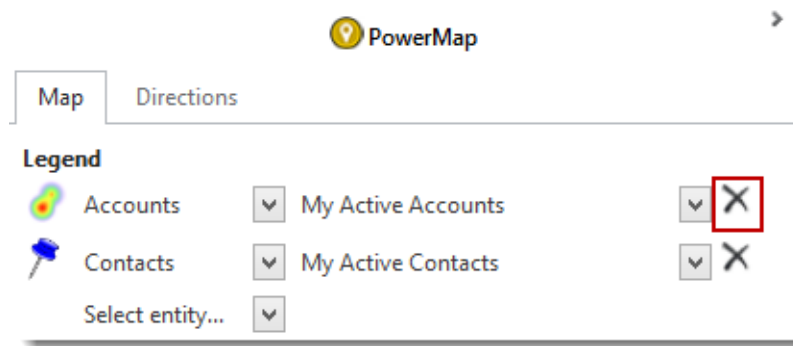 PowerMap
Map Directions
Legend
Accounts My Active Accounts
Contacts My Active Contacts
Select entity...